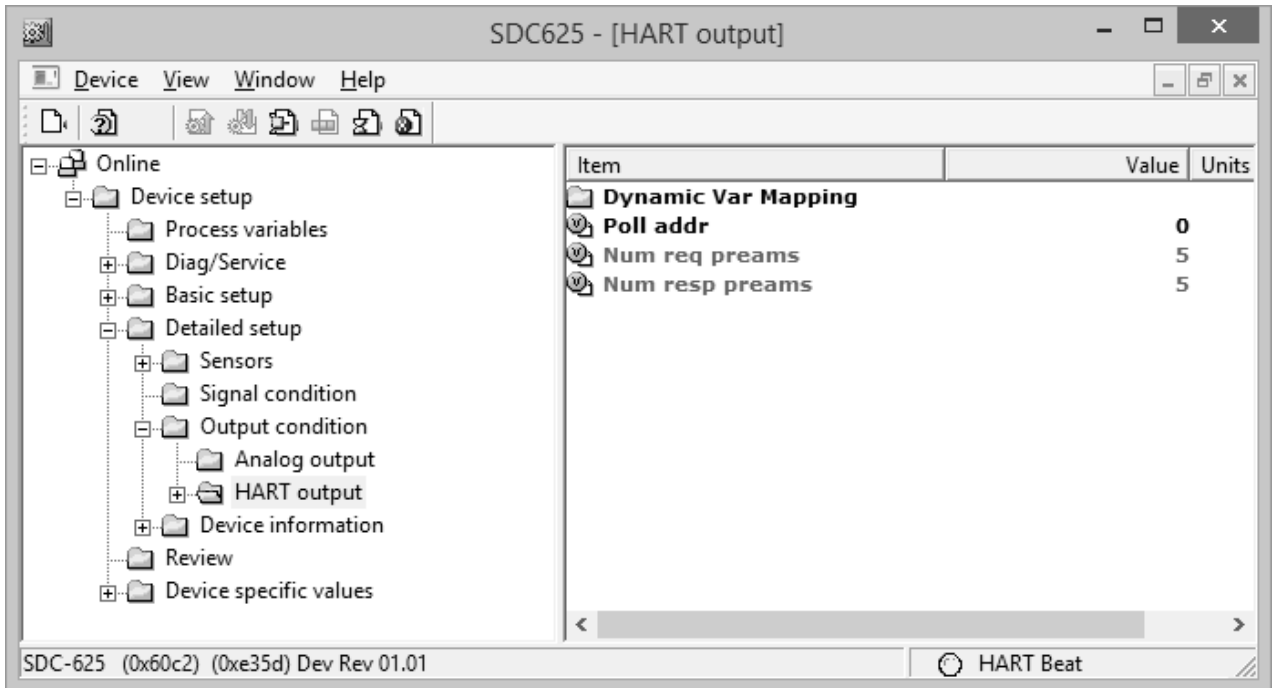 SDC625 - [HART output]
Device View Window Help
Online
Device setup
Process variables
Diag/Service
Basic setup
Detailed setup
Sensors
Signal condition
Output condition
Analog output
HART output
Device information
Review
Device specific values
Item Value Units
Dynamic Var Mapping
Poll addr 0
Num req preams 5
Num resp preams 5
SDC-625 (0x60c2) (0xe35d) Dev Rev 01.01
HART Beat